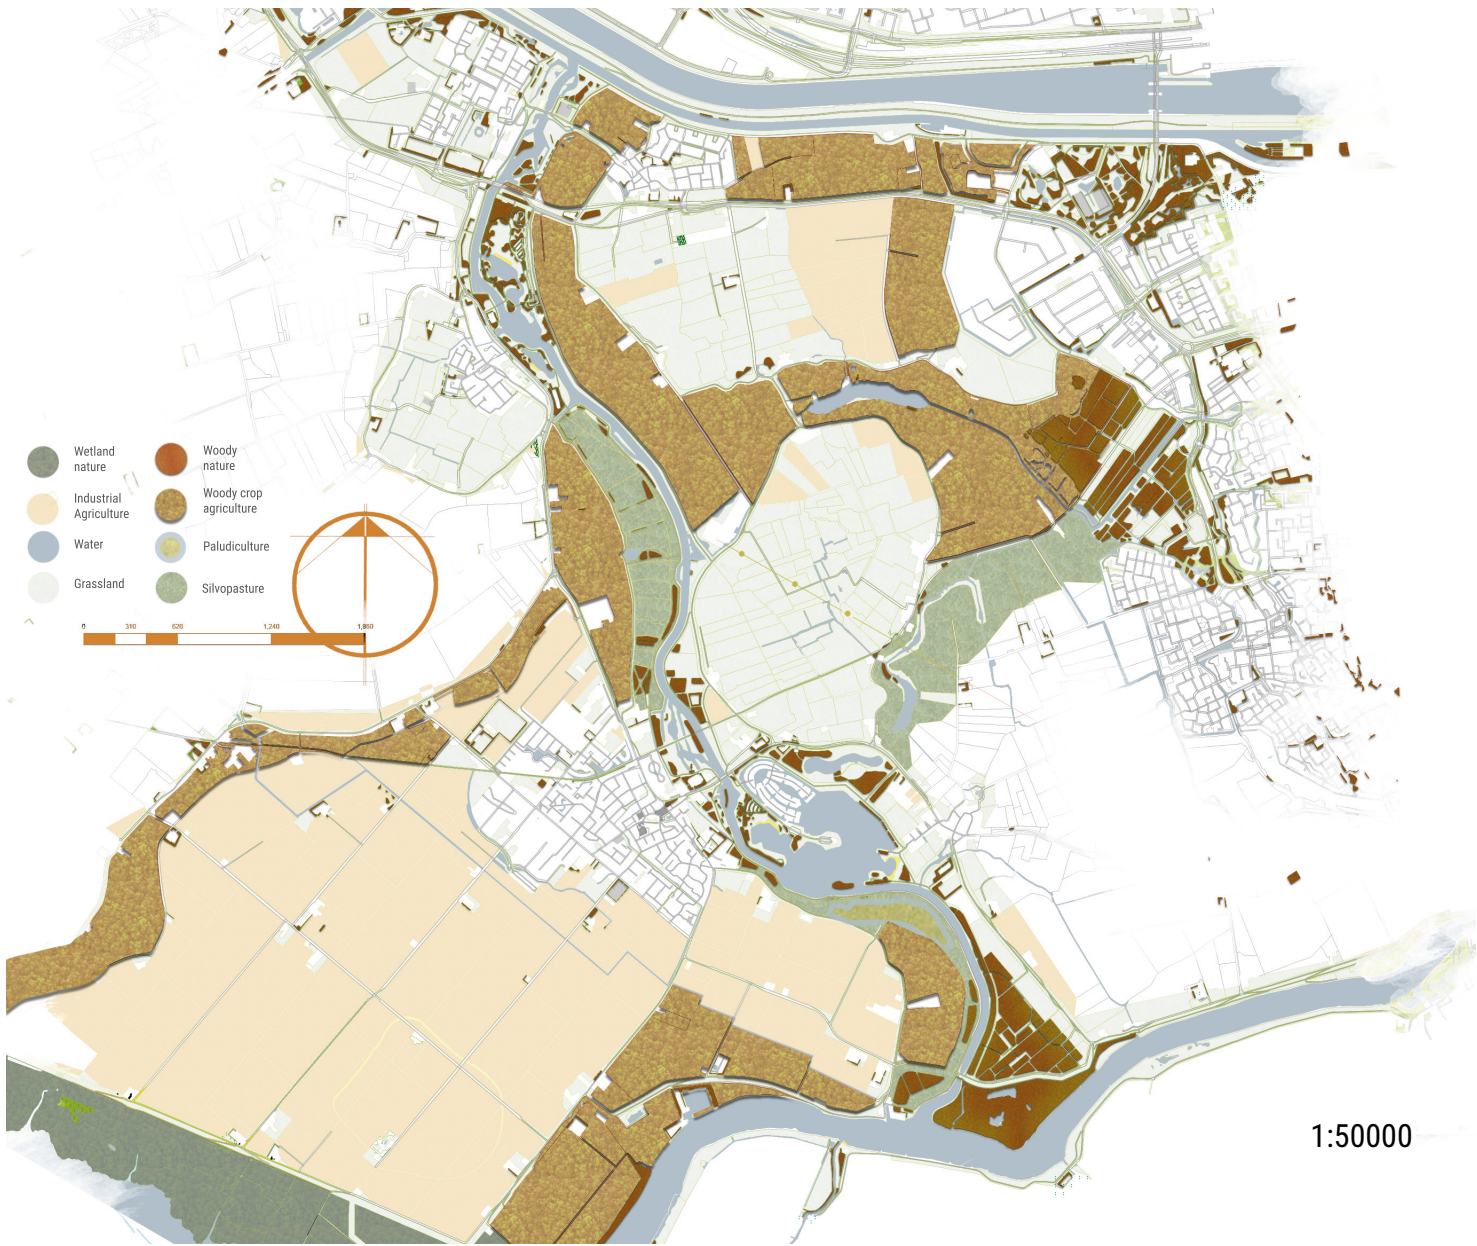 Wetland
nature
Woody
nature
Industrial
Agriculture
Woody crop
agriculture
Water
Paludiculture
Grassland
Silvopasture
0 310 620 1,240 1,860
1:50000